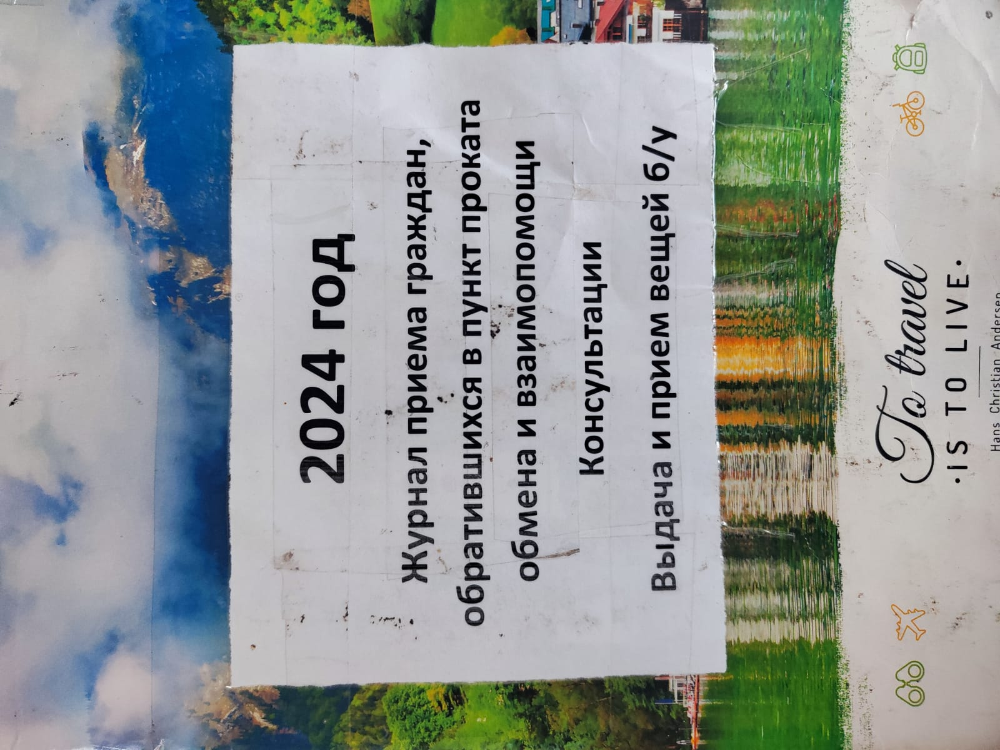 2024 год
Журнал приема граждан,
обратившихся в пункт проката
обмена и взаимопомощи
Консультации
Выдача и прием вещей б/у
To travel
·IS TO LIVE·
Hans Christian Andersen